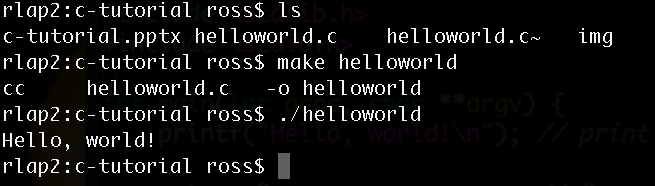 rlap2:c-tutorial ross$ ls
c-tutorial.pptx helloworld.c    helloworld.c~   img
rlap2:c-tutorial ross$ make helloworld
cc     helloworld.c   -o helloworld
rlap2:c-tutorial ross$ ./helloworld
Hello, world!
rlap2:c-tutorial ross$